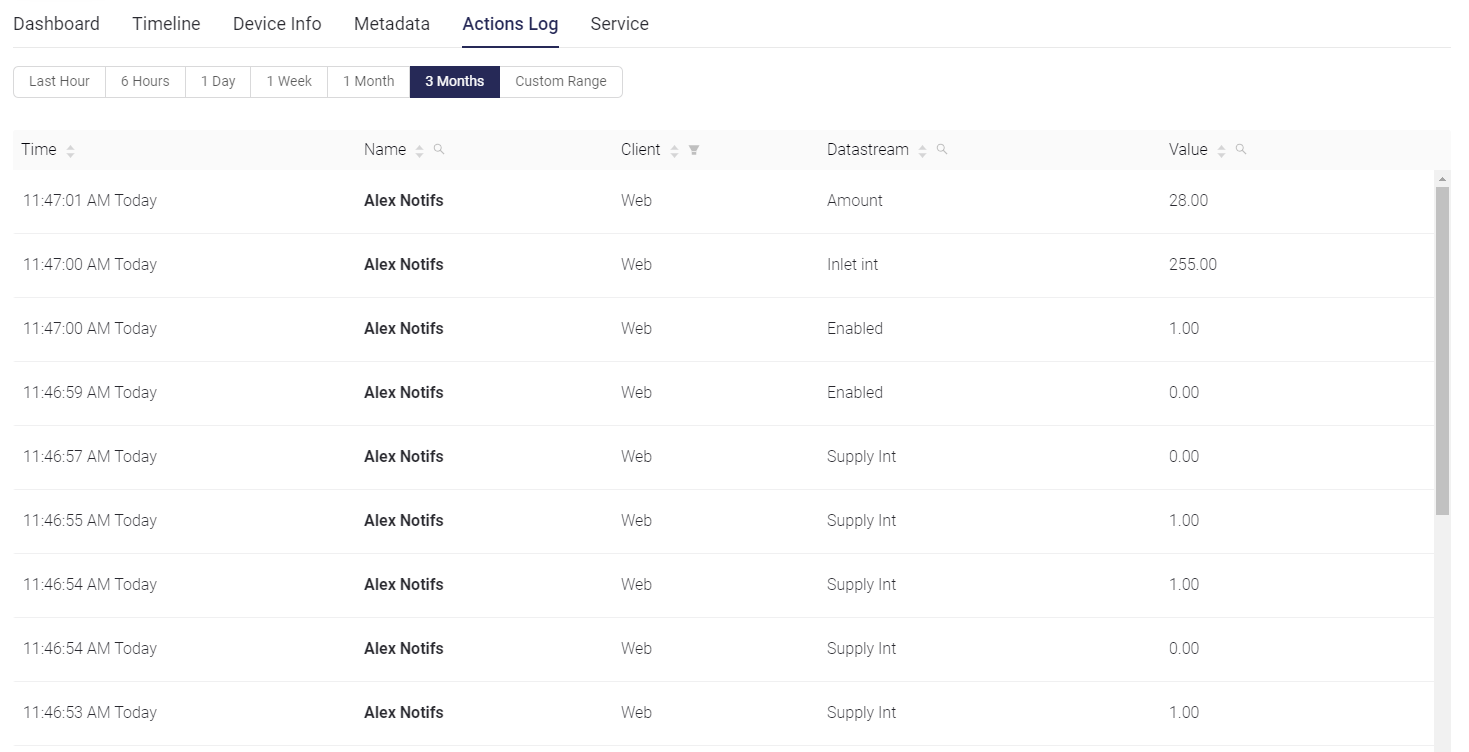 Dashboard Timeline Device Info Metadata Actions Log Service
Last Hour 6 Hours 1 Day 1 Week 1 Month 3 Months Custom Range
Time Name Client Datastream Value
11:47:01 AM Today Alex Notifs Web Amount 28.00
11:47:00 AM Today Alex Notifs Web Inlet int 255.00
11:47:00 AM Today Alex Notifs Web Enabled 1.00
11:46:59 AM Today Alex Notifs Web Enabled 0.00
11:46:57 AM Today Alex Notifs Web Supply Int 0.00
11:46:55 AM Today Alex Notifs Web Supply Int 1.00
11:46:54 AM Today Alex Notifs Web Supply Int 1.00
11:46:54 AM Today Alex Notifs Web Supply Int 0.00
11:46:53 AM Today Alex Notifs Web Supply Int 1.00